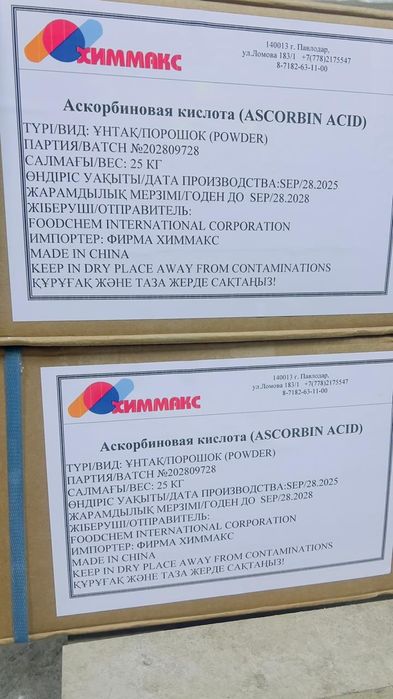 ХИММАКС
140013 г. Павлодар,
ул.Ломова 183/1 +7(778)2175547
8-7182-63-11-00
Аскорбиновая кислота (ASCORBIN ACID)
ТҮРІ/ВИД: ҰНТАҚ/ПОРОШОК (POWDER)
ПАРТИЯ/BATCH №202809728
САЛМАҒЫ/ВЕС: 25 КГ
ӨНДІРІС УАҚЫТЫ/ДАТА ПРОИЗВОДСТВА:SEP/28.2025
ЖАРАМДЫЛЫҚ МЕРЗІМІ/ГОДЕН ДО SEP/28.2028
ЖІБЕРУШІ/ОТПРАВИТЕЛЬ:
FOODCHEM INTERNATIONAL CORPORATION
ИМПОРТЕР: ФИРМА ХИММАКС
MADE IN CHINA
KEEP IN DRY PLACE AWAY FROM CONTAMINATIONS
ҚҰРҒАҚ ЖӘНЕ ТАЗА ЖЕРДЕ САҚТАҢЫЗ!
ХИММАКС
140013 г. Павлодар,
ул.Ломова 183/1 +7(778)2175547
8-7182-63-11-00
Аскорбиновая кислота (ASCORBIN ACID)
ТҮРІ/ВИД: ҰНТАҚ/ПОРОШОК (POWDER)
ПАРТИЯ/BATCH №202809728
САЛМАҒЫ/ВЕС: 25 КГ
ӨНДІРІС УАҚЫТЫ/ДАТА ПРОИЗВОДСТВА:SEP/28.2025
ЖАРАМДЫЛЫҚ МЕРЗІМІ/ГОДЕН ДО SEP/28.2028
ЖІБЕРУШІ/ОТПРАВИТЕЛЬ:
FOODCHEM INTERNATIONAL CORPORATION
ИМПОРТЕР: ФИРМА ХИММАКС
MADE IN CHINA
KEEP IN DRY PLACE AWAY FROM CONTAMINATIONS
ҚҰРҒАҚ ЖӘНЕ ТАЗА ЖЕРДЕ САҚТАҢЫЗ!